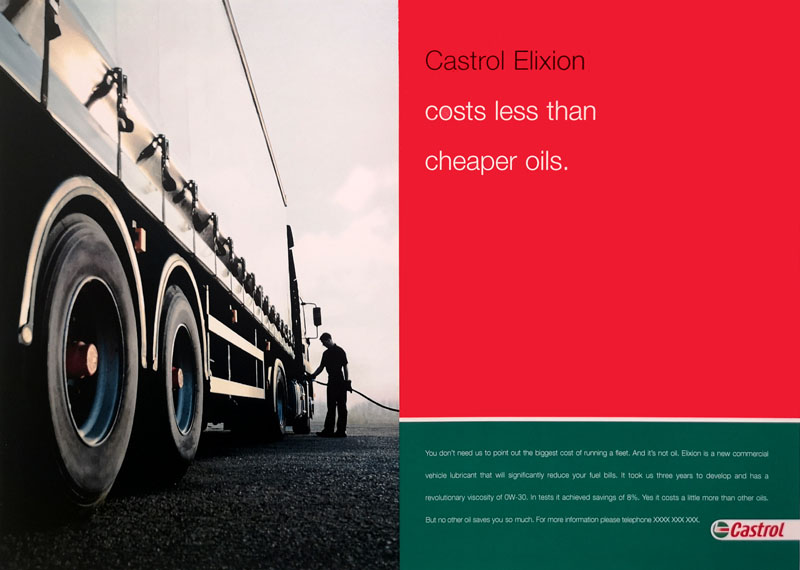 Castrol Elixion
costs less than
cheaper oils.
You don't need us to point out the biggest cost of running a fleet. And it's not oil. Elixion is a new commercial
vehicle lubricant that will significantly reduce your fuel bills. It took us three years to develop and has a
revolutionary viscosity of 0W-30. In tests it achieved savings of 8%. Yes it costs a little more than other oils.
But no other oil saves you so much. For more information please telephone XXXX XXX XXX.
Castrol